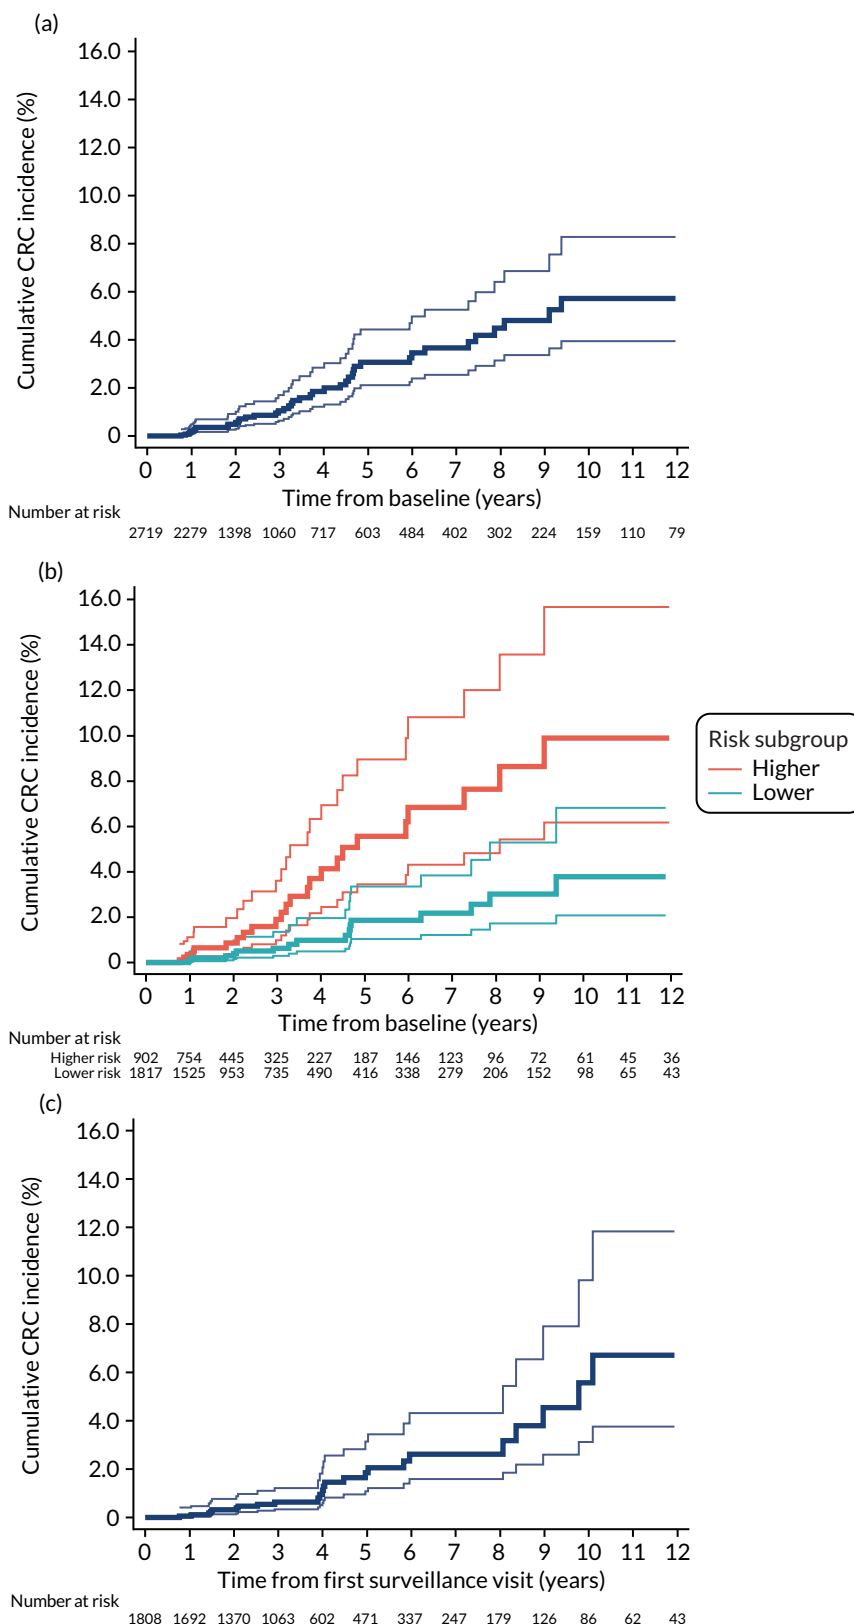 (a)
Cumulative CRC incidence (%)
16.0
14.0
12.0
10.0
8.0
6.0
4.0
2.0
0
0 1 2 3 4 5 6 7 8 9 10 11 12
Time from baseline (years)
Number at risk
2719 2279 1398 1060 717 603 484 402 302 224 159 110 79
(b)
Cumulative CRC incidence (%)
16.0
14.0
12.0
10.0
8.0
6.0
4.0
2.0
0
0 1 2 3 4 5 6 7 8 9 10 11 12
Time from baseline (years)
Risk subgroup
Higher
Lower
Number at risk
Higher risk 902 754 445 325 227 187 146 123 96 72 61 45 36
Lower risk 1817 1525 953 735 490 416 338 279 206 152 98 65 43
(c)
Cumulative CRC incidence (%)
16.0
14.0
12.0
10.0
8.0
6.0
4.0
2.0
0
0 1 2 3 4 5 6 7 8 9 10 11 12
Time from first surveillance visit (years)
Number at risk
1808 1692 1370 1063 602 471 337 247 179 126 86 62 43